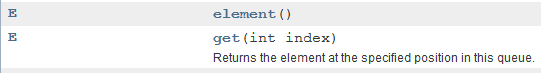 E element()
E get(int index)
Returns the element at the specified position in this queue.